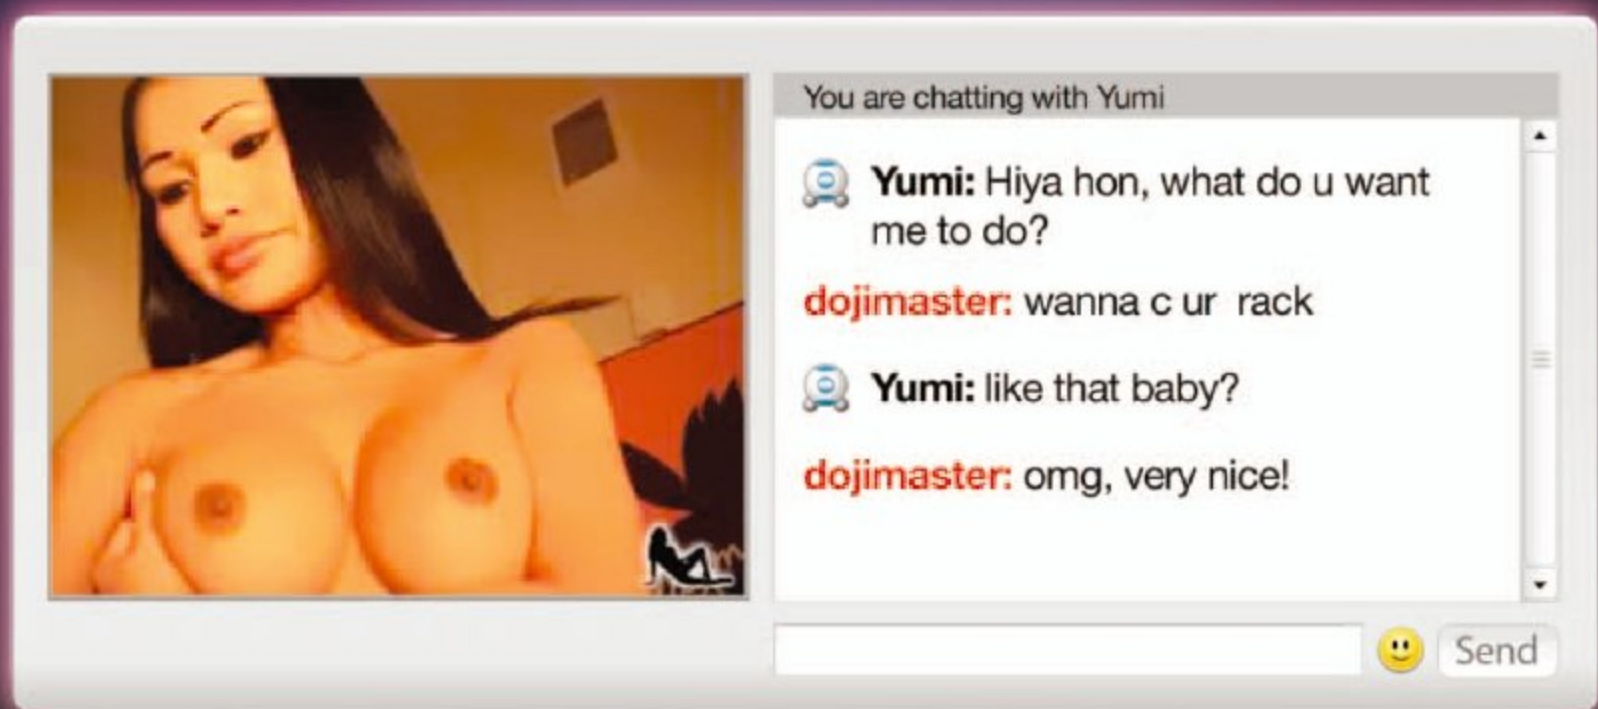 You are chatting with Yumi
Yumi: Hiya hon, what do u want
me to do?
dojimaster: wanna c ur rack
Yumi: like that baby?
dojimaster: omg, very nice!
Send